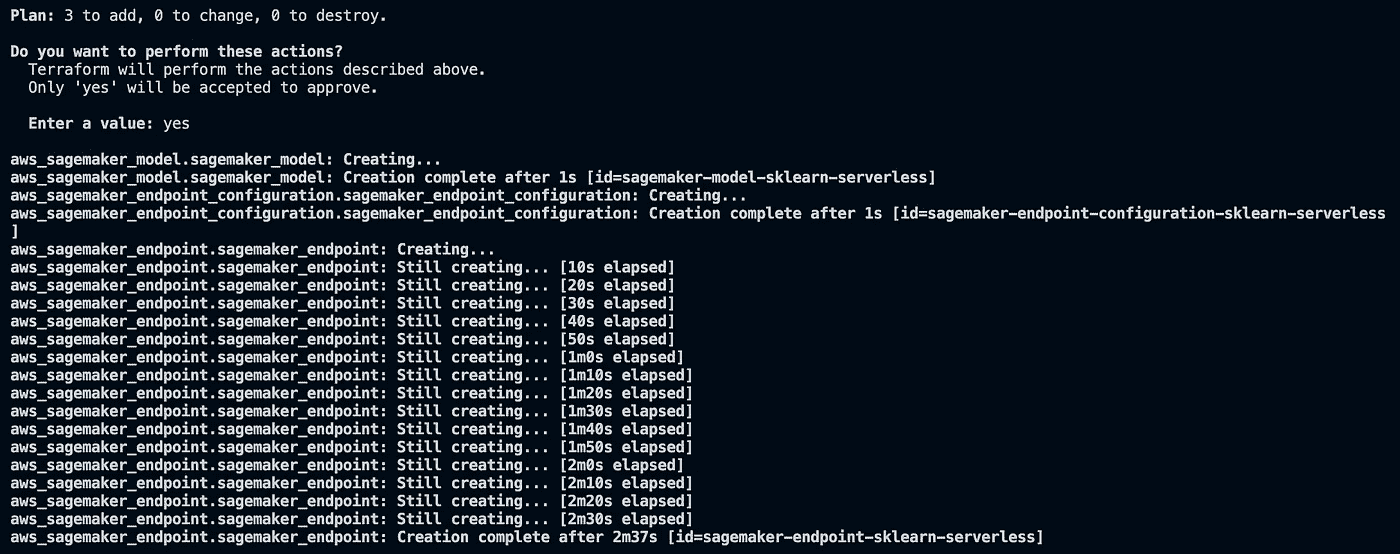 Plan: 3 to add, 0 to change, 0 to destroy.
Do you want to perform these actions?
Terraform will perform the actions described above.
Only 'yes' will be accepted to approve.
Enter a value: yes
aws_sagemaker_model.sagemaker_model: Creating...
aws_sagemaker_model.sagemaker_model: Creation complete after 1s [id=sagemaker-model-sklearn-serverless]
aws_sagemaker_endpoint_configuration.sagemaker_endpoint_configuration: Creating...
aws_sagemaker_endpoint_configuration.sagemaker_endpoint_configuration: Creation complete after 1s [id=sagemaker-endpoint-configuration-sklearn-serverless
]
aws_sagemaker_endpoint.sagemaker_endpoint: Creating...
aws_sagemaker_endpoint.sagemaker_endpoint: Still creating... [10s elapsed]
aws_sagemaker_endpoint.sagemaker_endpoint: Still creating... [20s elapsed]
aws_sagemaker_endpoint.sagemaker_endpoint: Still creating... [30s elapsed]
aws_sagemaker_endpoint.sagemaker_endpoint: Still creating... [40s elapsed]
aws_sagemaker_endpoint.sagemaker_endpoint: Still creating... [50s elapsed]
aws_sagemaker_endpoint.sagemaker_endpoint: Still creating... [1m0s elapsed]
aws_sagemaker_endpoint.sagemaker_endpoint: Still creating... [1m10s elapsed]
aws_sagemaker_endpoint.sagemaker_endpoint: Still creating... [1m20s elapsed]
aws_sagemaker_endpoint.sagemaker_endpoint: Still creating... [1m30s elapsed]
aws_sagemaker_endpoint.sagemaker_endpoint: Still creating... [1m40s elapsed]
aws_sagemaker_endpoint.sagemaker_endpoint: Still creating... [1m50s elapsed]
aws_sagemaker_endpoint.sagemaker_endpoint: Still creating... [2m0s elapsed]
aws_sagemaker_endpoint.sagemaker_endpoint: Still creating... [2m10s elapsed]
aws_sagemaker_endpoint.sagemaker_endpoint: Still creating... [2m20s elapsed]
aws_sagemaker_endpoint.sagemaker_endpoint: Still creating... [2m30s elapsed]
aws_sagemaker_endpoint.sagemaker_endpoint: Creation complete after 2m37s [id=sagemaker-endpoint-sklearn-serverless]